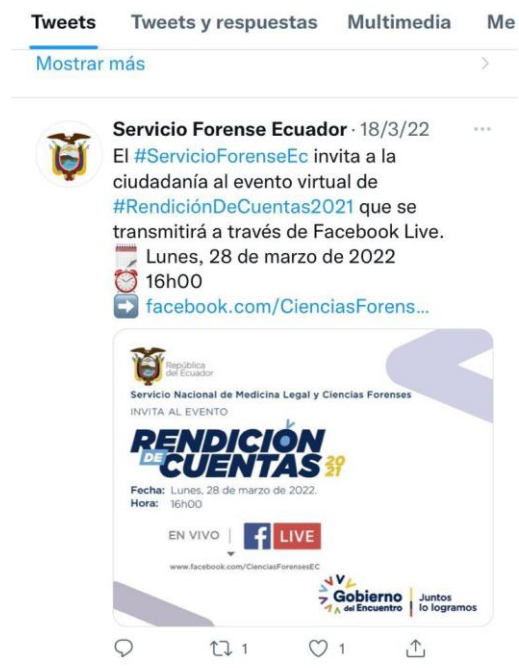 Tweets Tweets y respuestas Multimedia Me
Mostrar más
Servicio Forense Ecuador · 18/3/22
El #ServicioForenseEc invita a la
ciudadanía al evento virtual de
#RendiciónDeCuentas2021 que se
transmitirá a través de Facebook Live.
Lunes, 28 de marzo de 2022
16h00
facebook.com/CienciasForens...
República
del Ecuador
Servicio Nacional de Medicina Legal y Ciencias Forenses
INVITA AL EVENTO
RENDICIÓN
DE CUENTAS 2021
Fecha: Lunes, 28 de marzo de 2022.
Hora: 16h00
EN VIVO | f LIVE
www.facebook.com/CienciasForensesEC
Gobierno
del Encuentro
Juntos
lo logramos
1 1